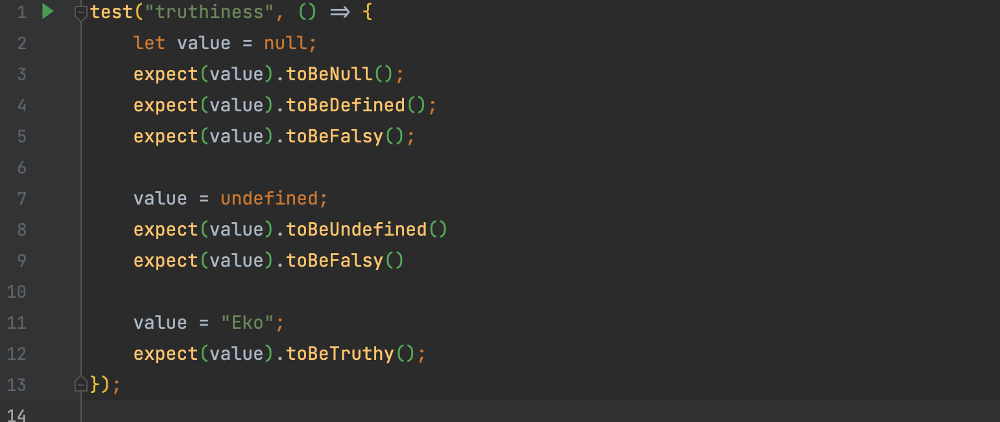 1 test("truthiness", () => {
2 let value = null;
3 expect(value).toBeNull();
4 expect(value).toBeDefined();
5 expect(value).toBeFalsy();
6
7 value = undefined;
8 expect(value).toBeUndefined()
9 expect(value).toBeFalsy()
10
11 value = "Eko";
12 expect(value).toBeTruthy();
13 });
14